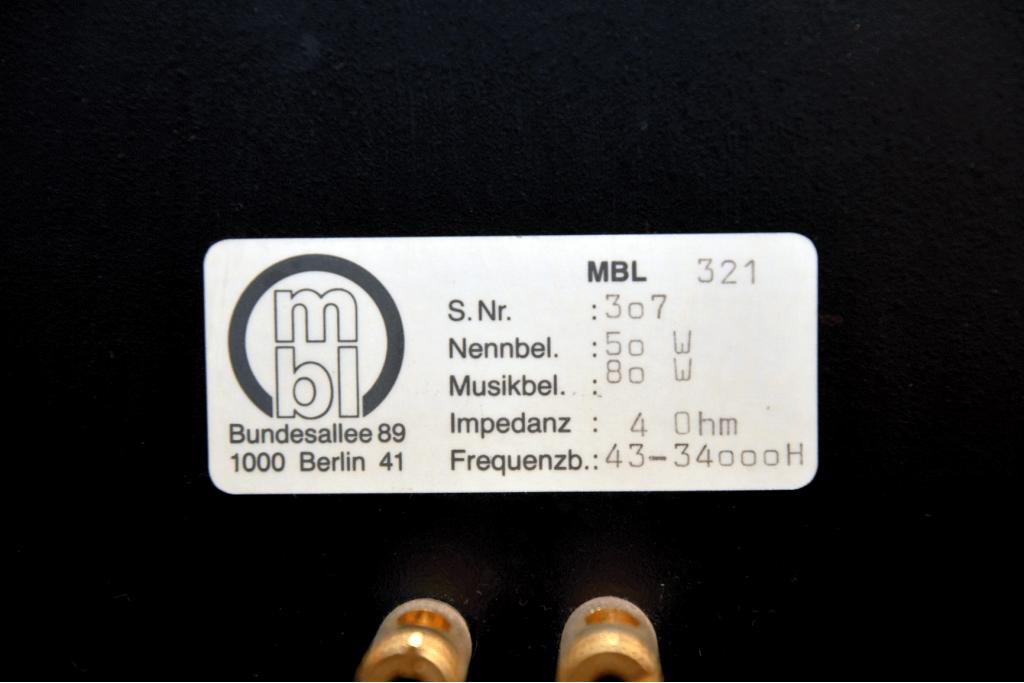 mbl
Bundesallee 89
1000 Berlin 41
MBL 321
S.Nr. :3o7
Nennbel. :5o W
Musikbel. :8o W
Impedanz : 4 Ohm
Frequenzb.:43-34oooH